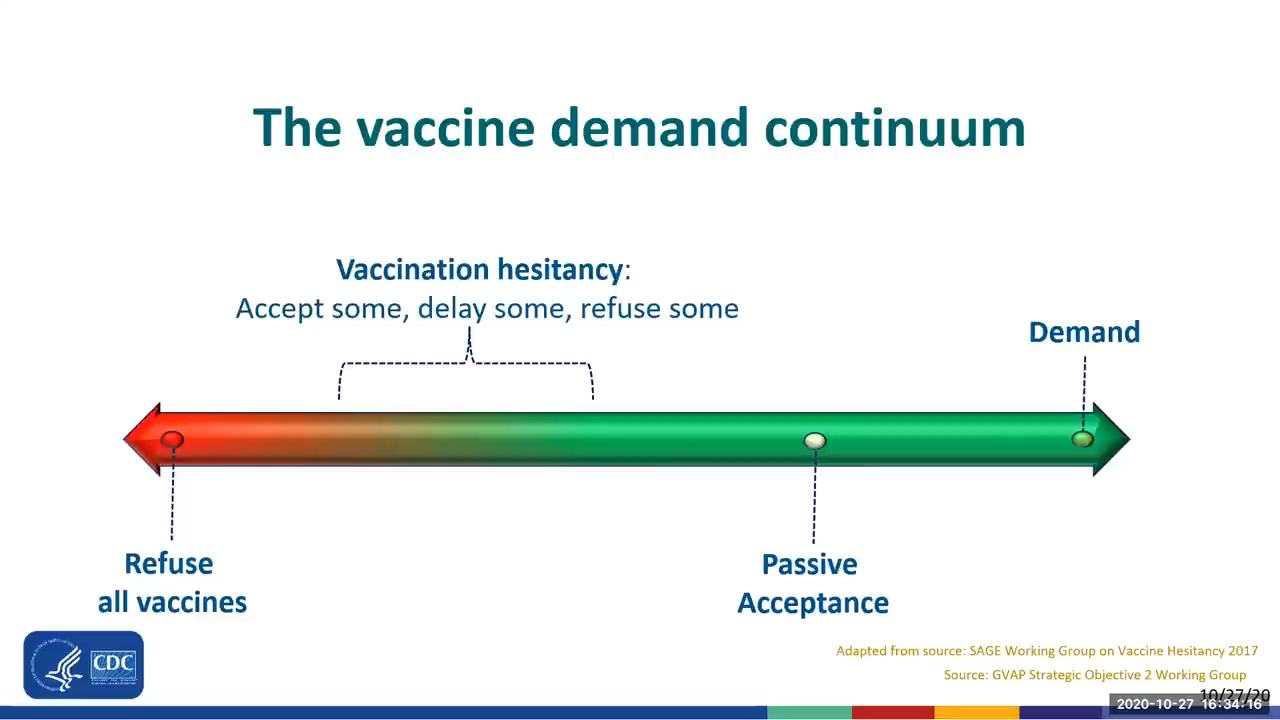 The vaccine demand continuum
Vaccination hesitancy:
Accept some, delay some, refuse some
Demand
Refuse
all vaccines
Passive
Acceptance
CDC
Adapted from source: SAGE Working Group on Vaccine Hesitancy 2017
Source: GVAP Strategic Objective 2 Working Group
10/27/20
2020-10-27 16:34:16